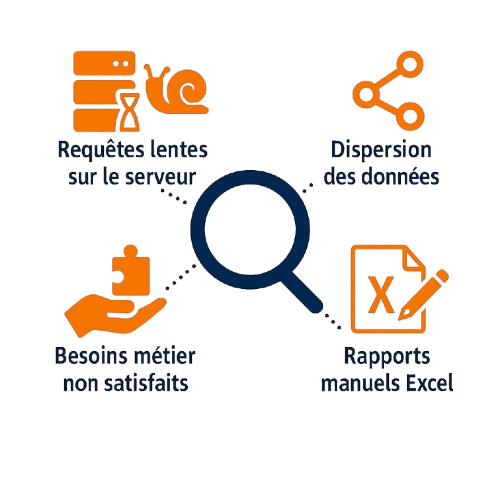 Requêtes lentes
sur le serveur
Dispersion
des données
Besoins métier
non satisfaits
X
Rapports
manuels Excel